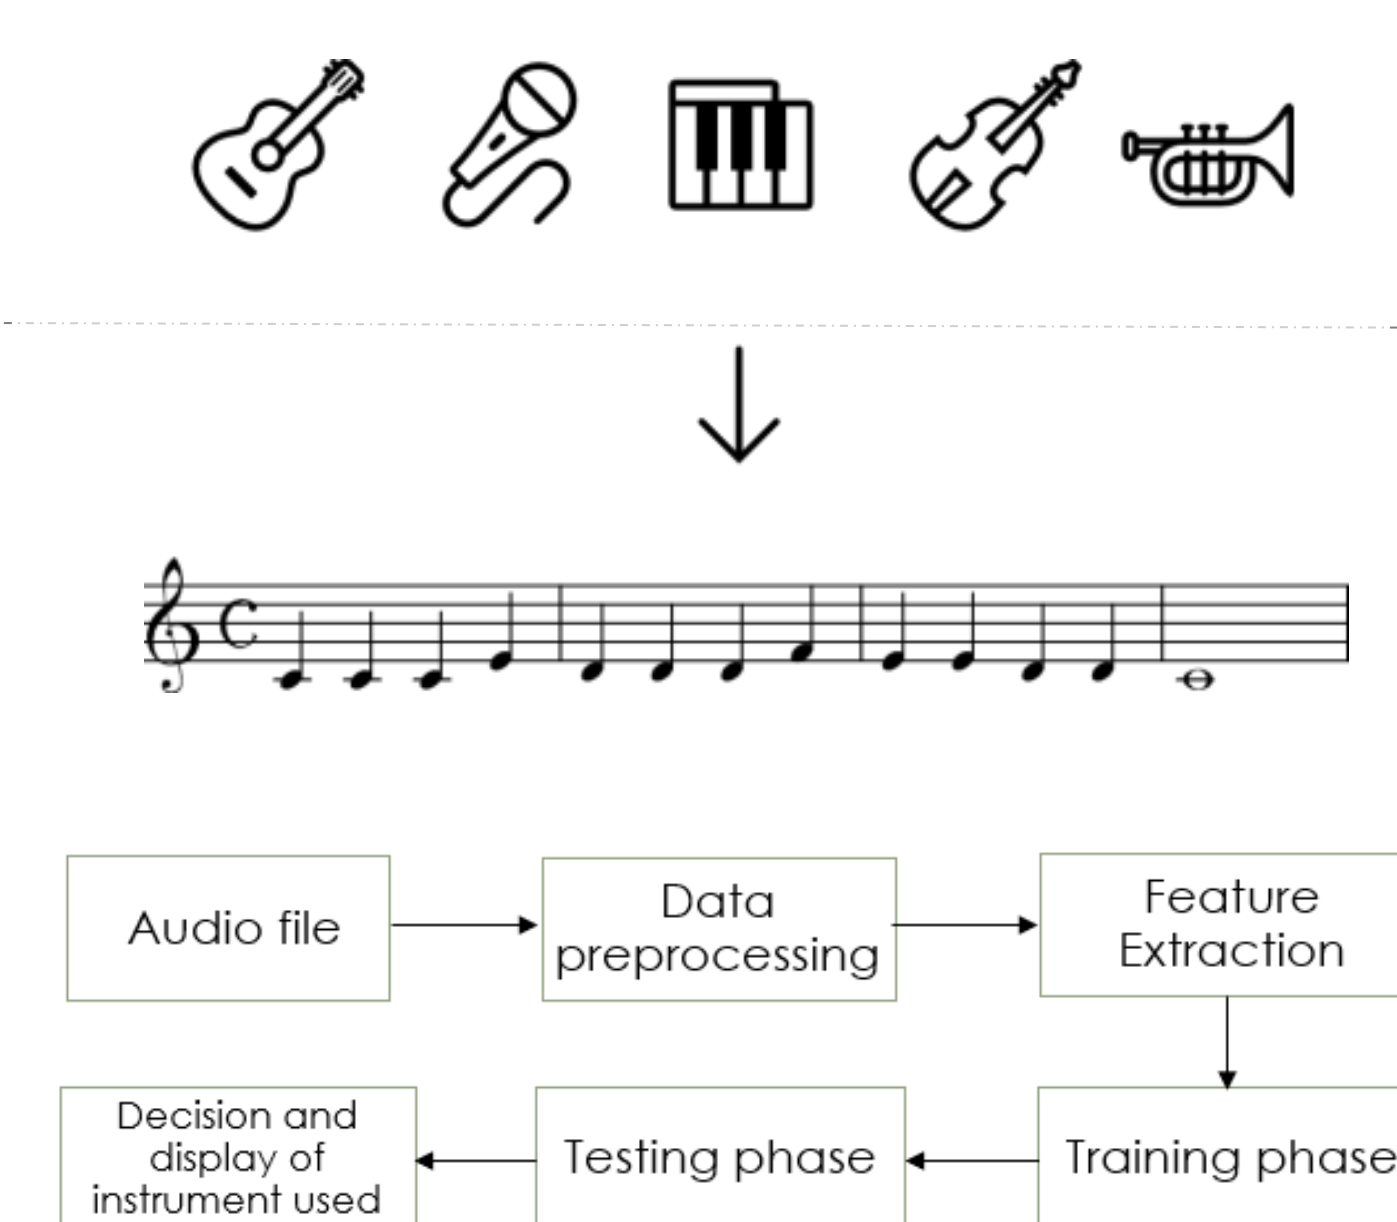 Audio file
Data
preprocessing
Feature
Extraction
Decision and
display of
instrument used
Testing phase
Training phase